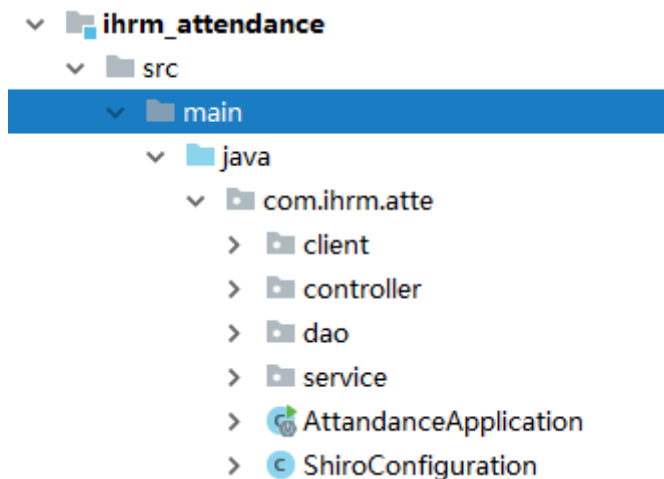 ihrm_attendance
src
main
java
com.ihrm.atte
client
controller
dao
service
AttandanceApplication
ShiroConfiguration